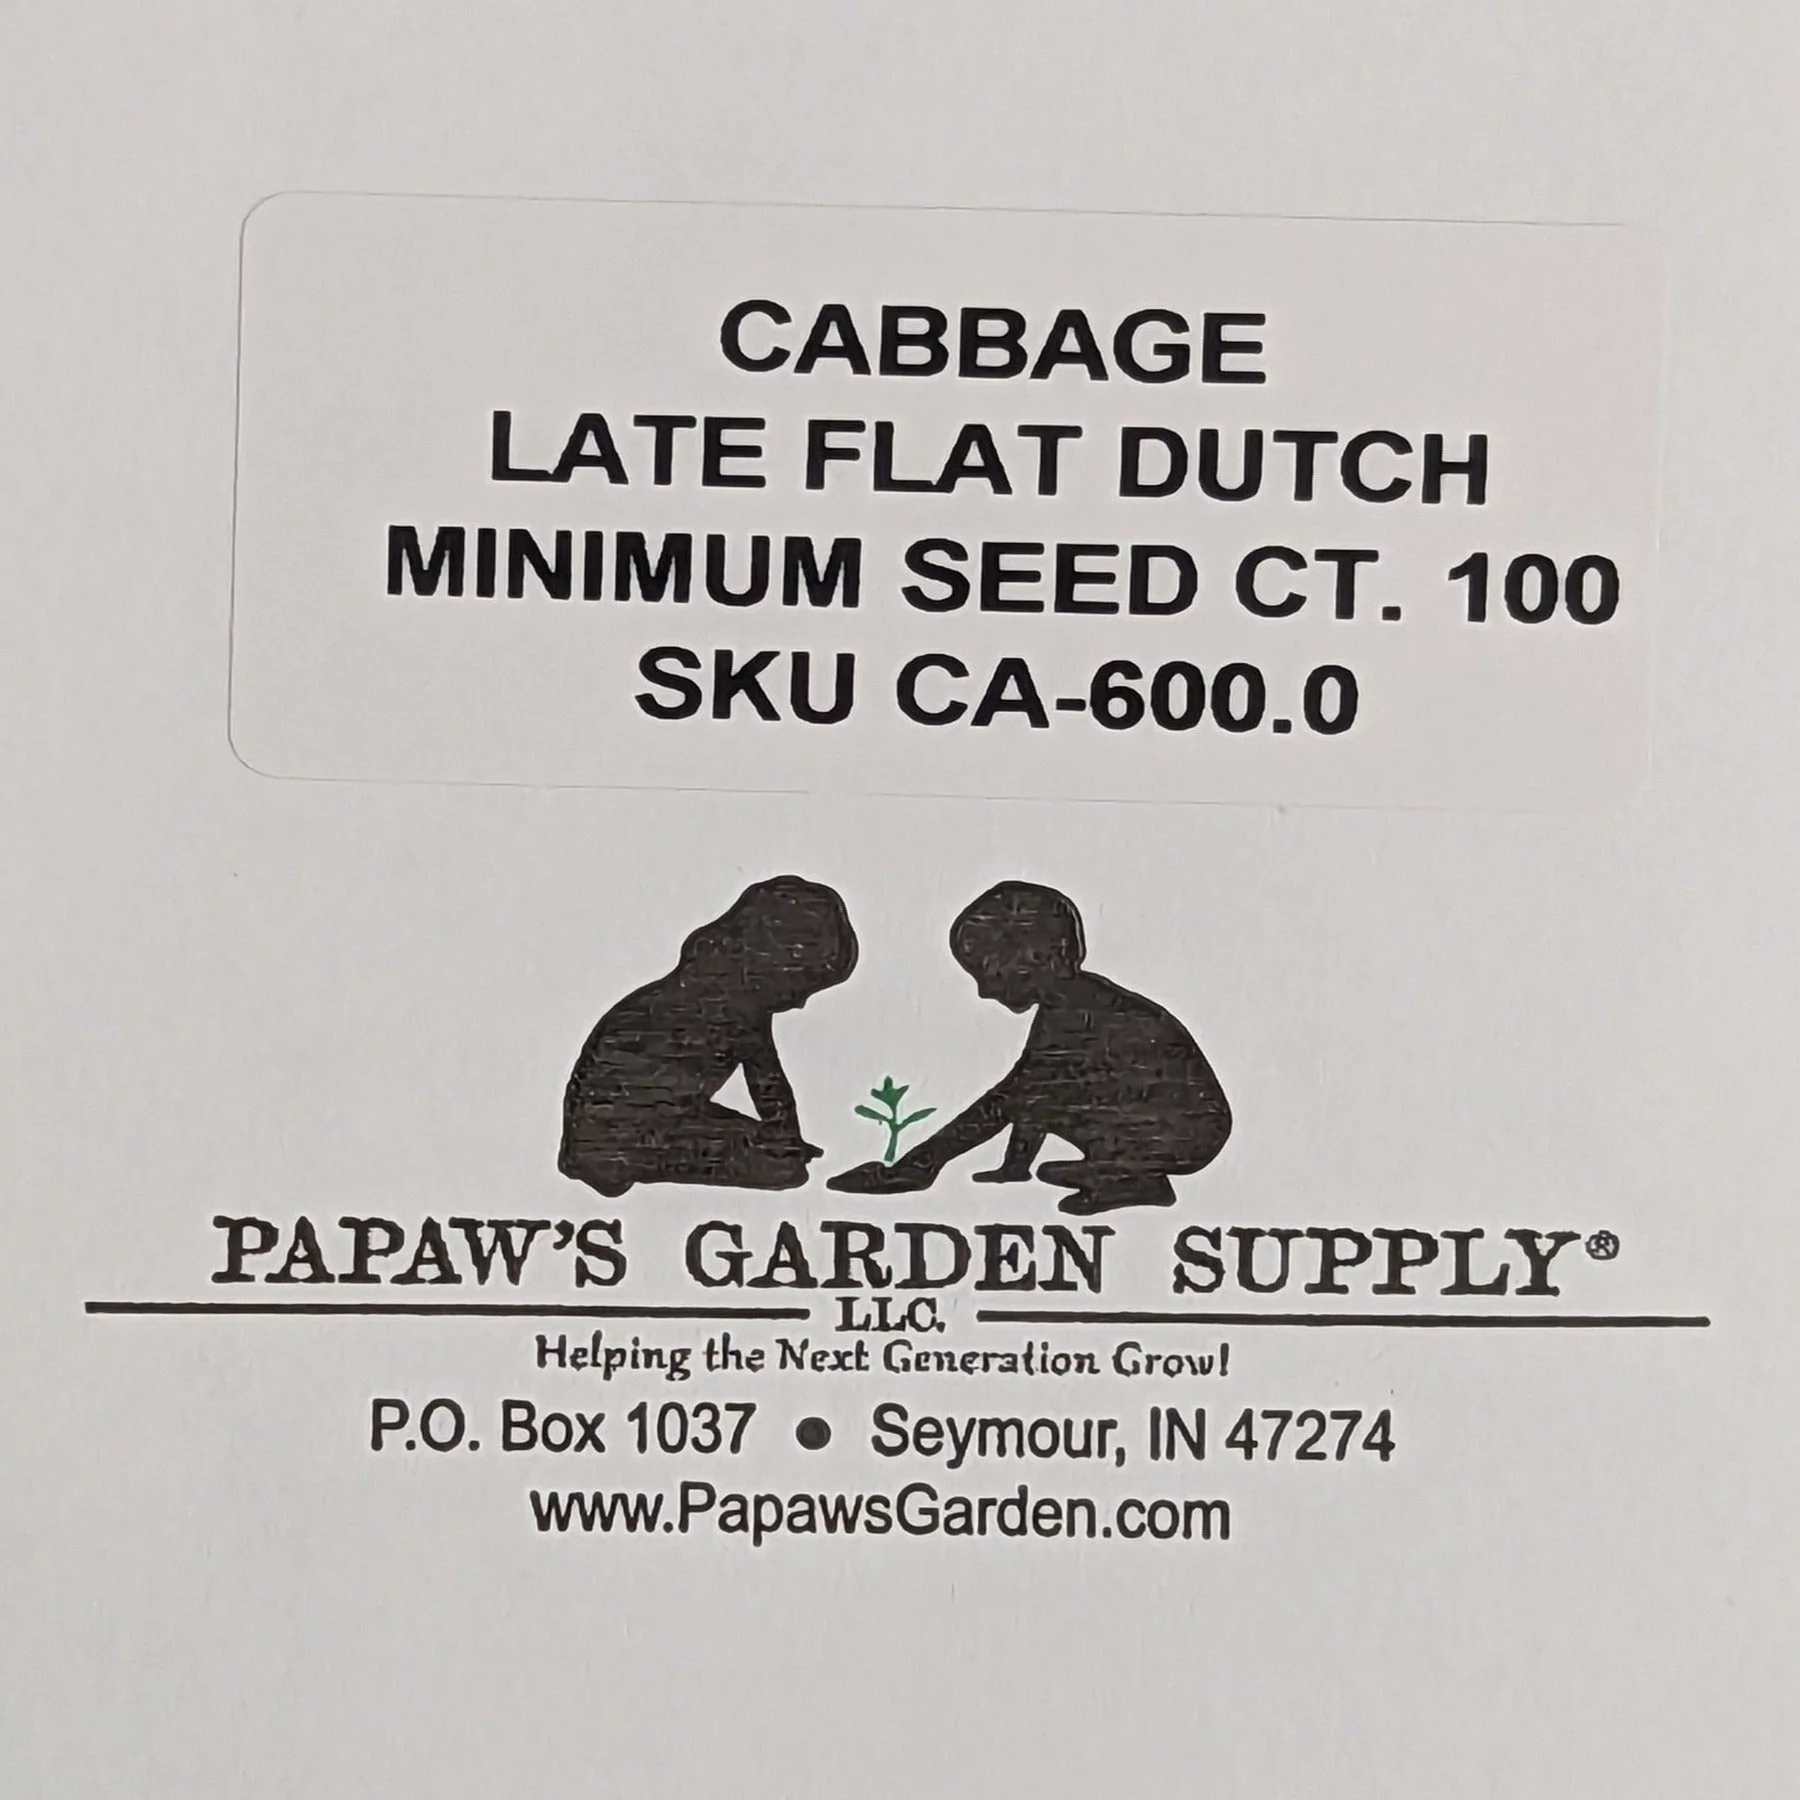 CABBAGE
LATE FLAT DUTCH
MINIMUM SEED CT. 100
SKU CA-600.0
PAPAW'S GARDEN SUPPLY®
LLC.
Helping the Next Generation Grow!
P.O. Box 1037 ● Seymour, IN 47274
www.PapawsGarden.com